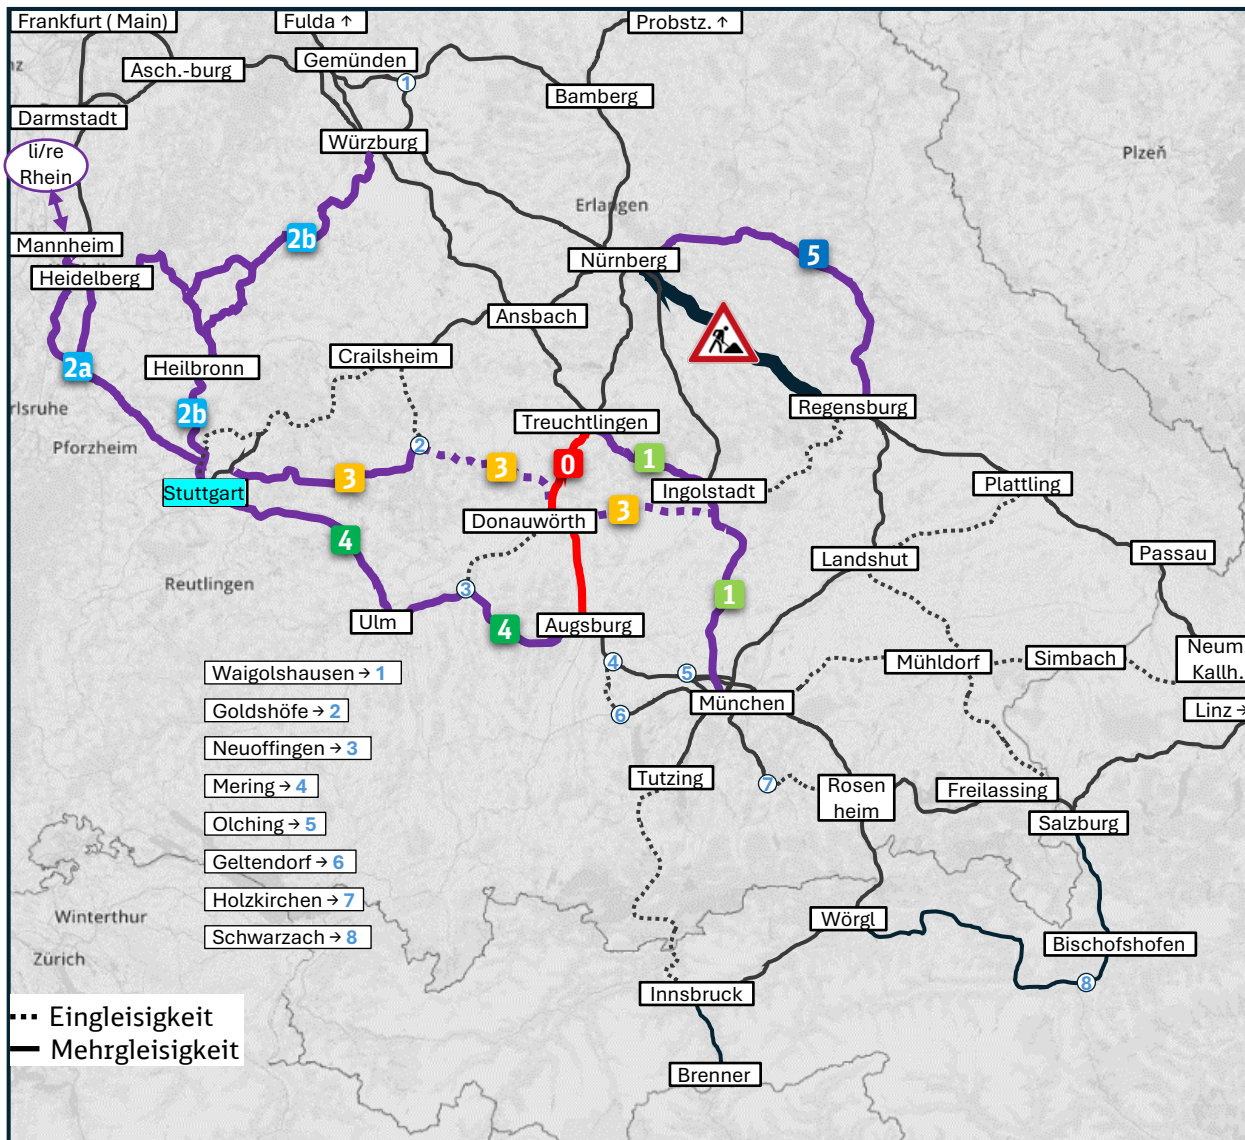 Frankfurt ( Main)
Fulda ↑
Probstz. ↑
nz
Asch.-burg
Gemünden
1
Bamberg
Darmstadt
Würzburg
li/re
Rhein
Plzeň
Erlangen
Mannheim
2b
Nürnberg
5
Heidelberg
Ansbach
Crailsheim
2a
Heilbronn
rlsruhe
2b
Regensburg
Pforzheim
Treuchtlingen
2
0
1
3
3
Stuttgart
Ingolstadt
Plattling
3
Donauwörth
4
Landshut
Passau
Reutlingen
3
1
Ulm
4
Augsburg
4
5
Mühldorf
Simbach
Neum.
Kallh.
Waigolshausen → 1
München
Goldshöfe → 2
6
Linz →
Neuoffingen → 3
Tutzing
7
Rosen
heim
Freilassing
Mering → 4
Olching → 5
Salzburg
Geltendorf → 6
Holzkirchen → 7
Winterthur
Wörgl
Schwarzach → 8
Bischofshofen
Zürich
8
Innsbruck
Eingleisigkeit
Mehrgleisigkeit
Brenner